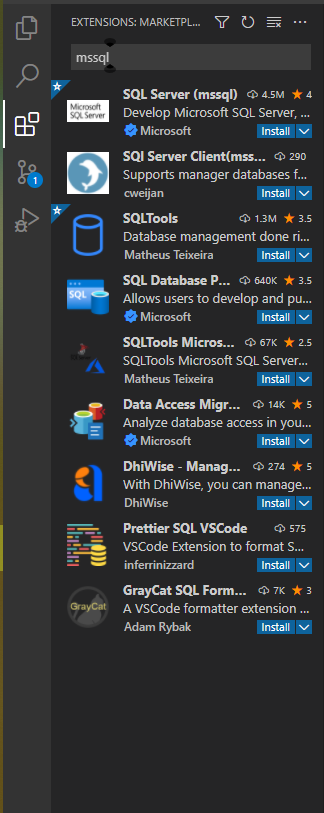 EXTENSIONS: MARKETPL...
mssql
Microsoft
SQL Server
SQL Server (mssql) 4.5M 4
Develop Microsoft SQL Server, ...
Microsoft Install
SQl Server Client(mss... 290
Supports manager databases f...
cweijan Install
SQLTools 1.3M 3.5
Database management done ri...
Matheus Teixeira Install
SQL
SQL Database P... 640K 3.5
Allows users to develop and pu...
Microsoft Install
1
SQLTools Micros... 67K 2.5
SQLTools Microsoft SQL Server...
Matheus Teixeira Install
Data Access Migr... 14K 5
Analyze database access in you...
Microsoft Install
DhiWise - Manag... 274 5
With DhiWise, you can manage...
DhiWise Install
Prettier SQL VSCode 575
VSCode Extension to format S...
inferrinizzard Install
GrayCat
GrayCat SQL Form... 7K 3
A VSCode formatter extension ...
Adam Rybak Install